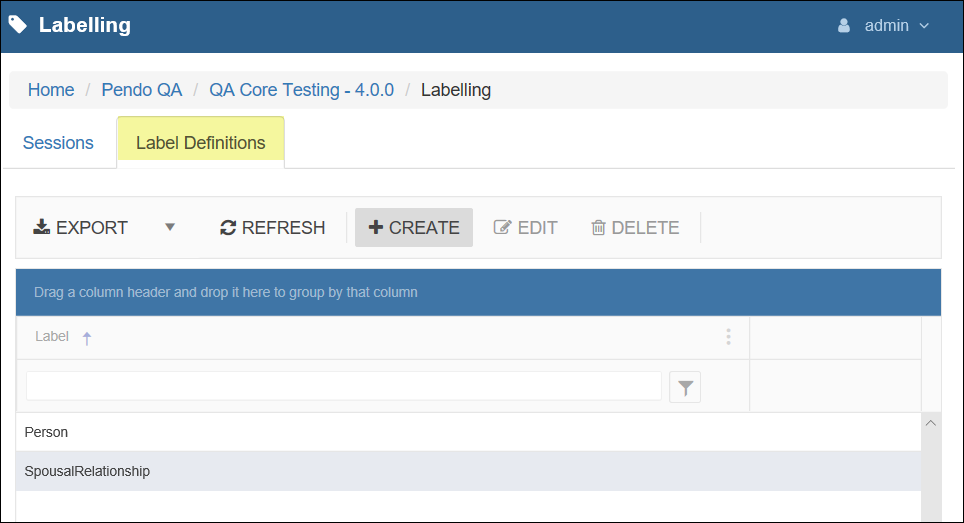 Labelling admin
Home / Pendo QA / QA Core Testing - 4.0.0 / Labelling
Sessions Label Definitions
EXPORT REFRESH CREATE EDIT DELETE
Drag a column header and drop it here to group by that column
Label
Person
SpousalRelationship